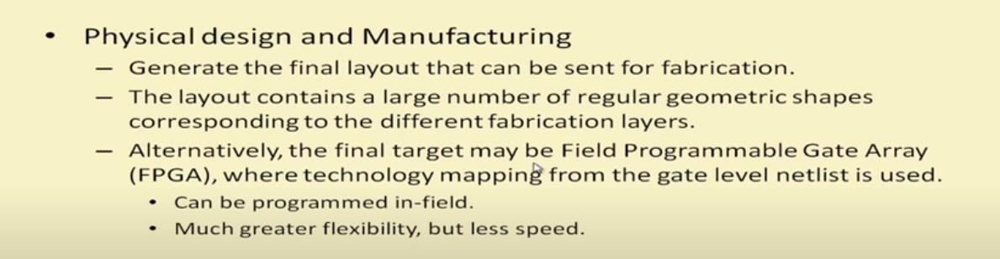 • Physical design and Manufacturing
– Generate the final layout that can be sent for fabrication.
– The layout contains a large number of regular geometric shapes
corresponding to the different fabrication layers.
– Alternatively, the final target may be Field Programmable Gate Array
(FPGA), where technology mapping from the gate level netlist is used.
• Can be programmed in-field.
• Much greater flexibility, but less speed.